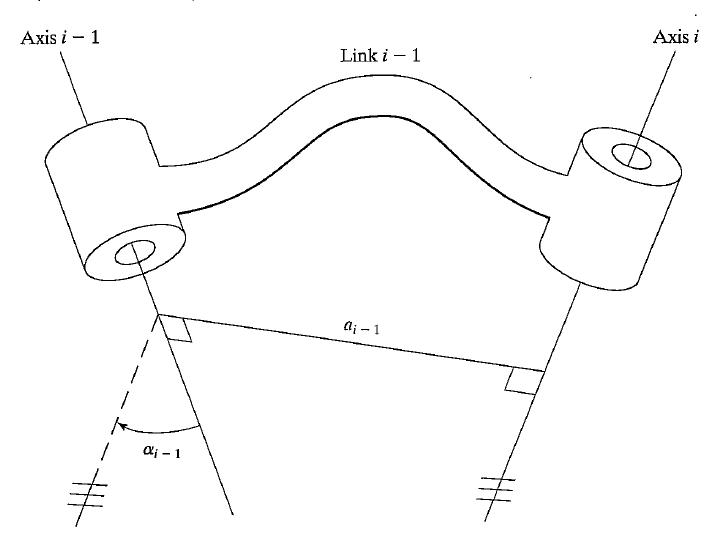 Axis i − 1
Axis i
Link i − 1
a_{i − 1}
α_{i − 1}